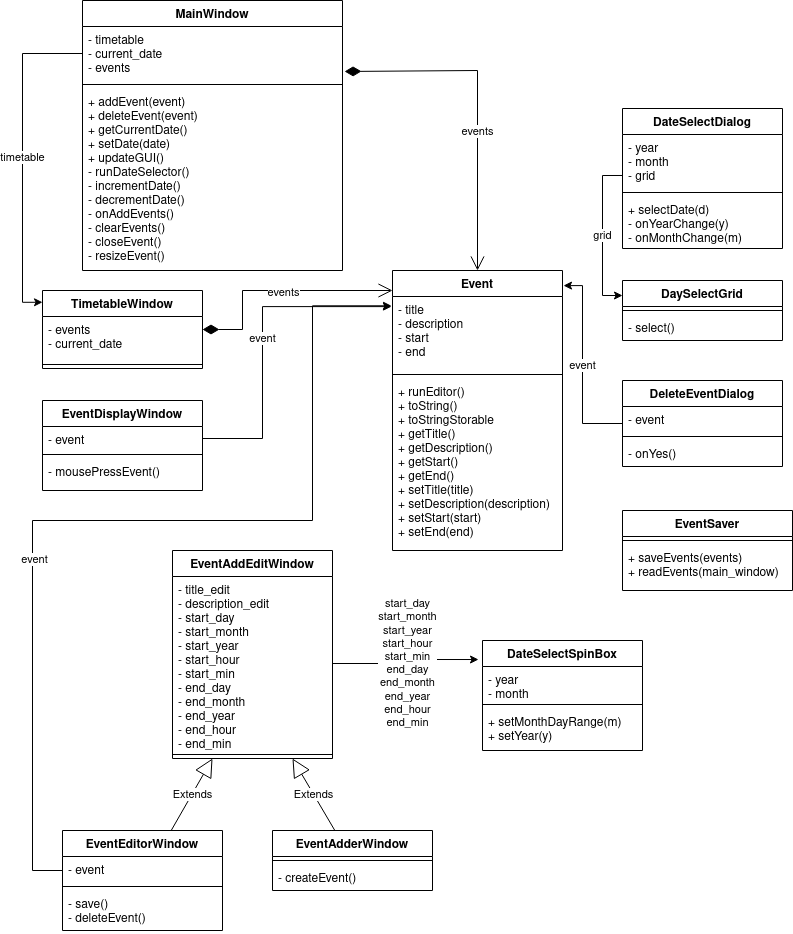 MainWindow
- timetable
- current_date
- events
+ addEvent(event)
+ deleteEvent(event)
+ getCurrentDate()
+ setDate(date)
+ updateGUI()
- runDateSelector()
- incrementDate()
- decrementDate()
- onAddEvents()
- clearEvents()
- closeEvent()
- resizeEvent()
timetable
events
DateSelectDialog
- year
- month
- grid
+ selectDate(d)
- onYearChange(y)
- onMonthChange(m)
grid
DaySelectGrid
- select()
TimetableWindow
- events
- current_date
events
event
Event
- title
- description
- start
- end
+ runEditor()
+ toString()
+ toStringStorable
+ getTitle()
+ getDescription()
+ getStart()
+ getEnd()
+ setTitle(title)
+ setDescription(description)
+ setStart(start)
+ setEnd(end)
event
DeleteEventDialog
- event
- onYes()
EventDisplayWindow
- event
- mousePressEvent()
EventSaver
+ saveEvents(events)
+ readEvents(main_window)
event
EventAddEditWindow
- title_edit
- description_edit
- start_day
- start_month
- start_year
- start_hour
- start_min
- end_day
- end_month
- end_year
- end_hour
- end_min
start_day
start_month
start_year
start_hour
start_min
end_day
end_month
end_year
end_hour
end_min
DateSelectSpinBox
- year
- month
+ setMonthDayRange(m)
+ setYear(y)
Extends
Extends
EventEditorWindow
- event
- save()
- deleteEvent()
EventAdderWindow
- createEvent()